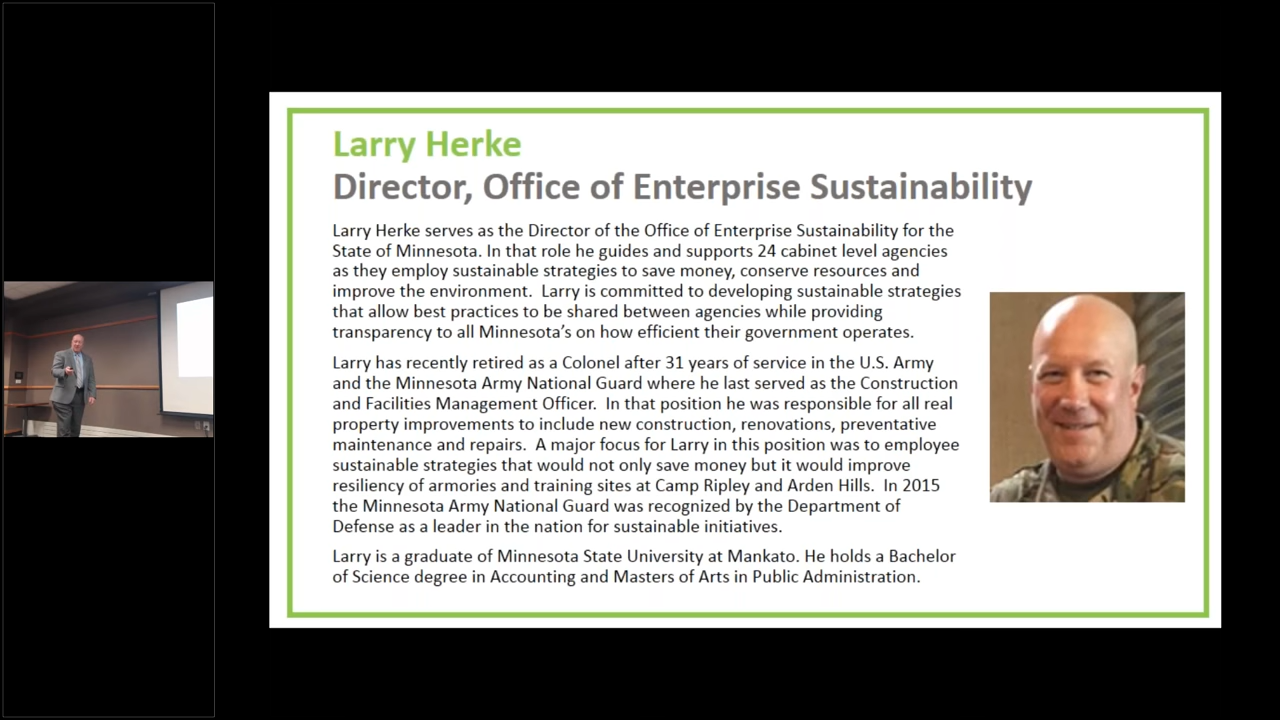 Larry Herke
Director, Office of Enterprise Sustainability
Larry Herke serves as the Director of the Office of Enterprise Sustainability for the
State of Minnesota. In that role he guides and supports 24 cabinet level agencies
as they employ sustainable strategies to save money, conserve resources and
improve the environment.  Larry is committed to developing sustainable strategies
that allow best practices to be shared between agencies while providing
transparency to all Minnesota's on how efficient their government operates.
Larry has recently retired as a Colonel after 31 years of service in the U.S. Army
and the Minnesota Army National Guard where he last served as the Construction
and Facilities Management Officer.  In that position he was responsible for all real
property improvements to include new construction, renovations, preventative
maintenance and repairs.  A major focus for Larry in this position was to employee
sustainable strategies that would not only save money but it would improve
resiliency of armories and training sites at Camp Ripley and Arden Hills.  In 2015
the Minnesota Army National Guard was recognized by the Department of
Defense as a leader in the nation for sustainable initiatives.
Larry is a graduate of Minnesota State University at Mankato. He holds a Bachelor
of Science degree in Accounting and Masters of Arts in Public Administration.